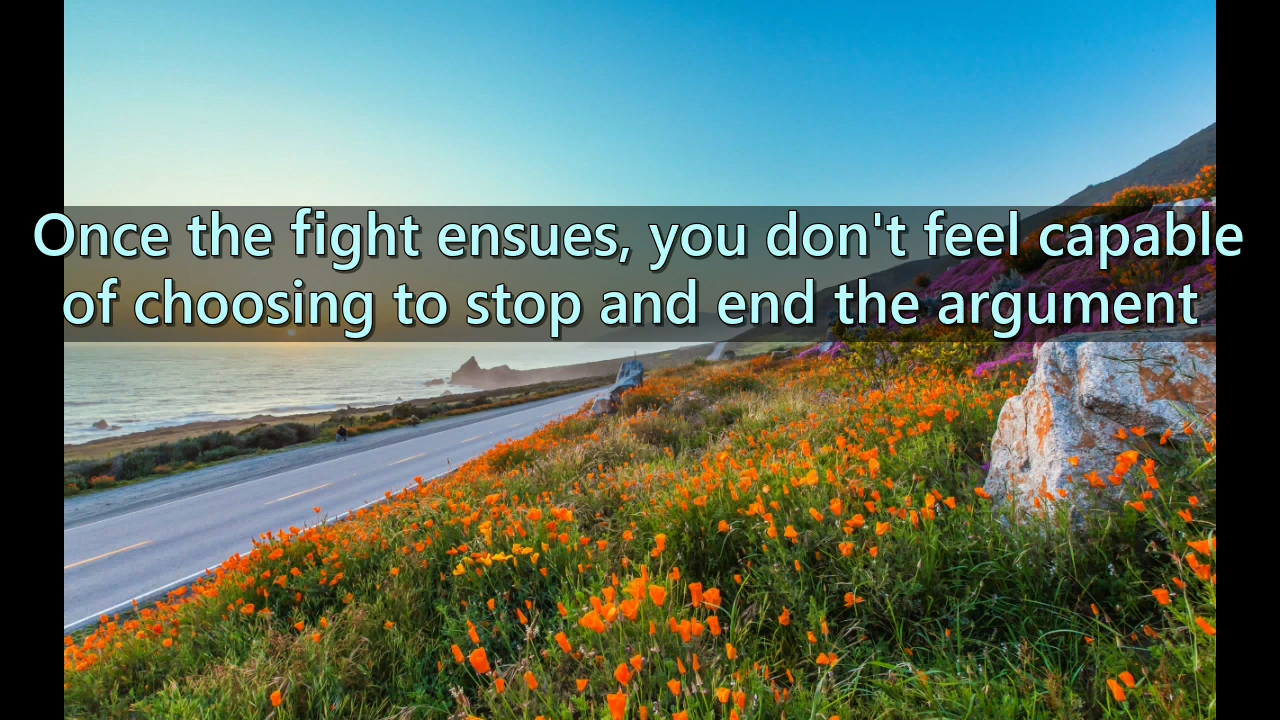 Once the fight ensues, you don't feel capable
of choosing to stop and end the argument